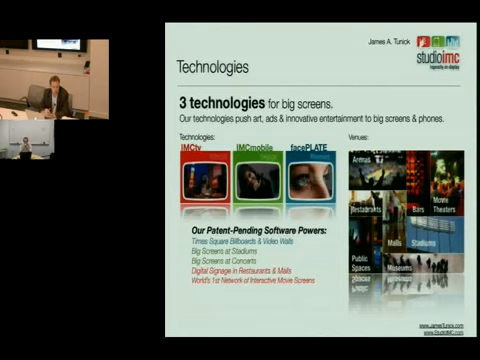 James A. Tunick
studioimc
Technologies
3 technologies for big screens.
Our technologies push art, ads & innovative entertainment to big screens & phones.
Technologies:
Venues:
IMCtv
IMCmobile
facePLATE
Arenas
Restaurants
Bars
Movie
Theaters
Malls
Stadiums
Public
Spaces
Museums
Our Patent-Pending Software Powers:
Times Square Billboards & Video Walls
Big Screens at Stadiums
Big Screens at Concerts
Digital Signage in Restaurants & Malls
World's 1st Network of Interactive Movie Screens
www.JamesTunick.com
www.StudioIMC.com